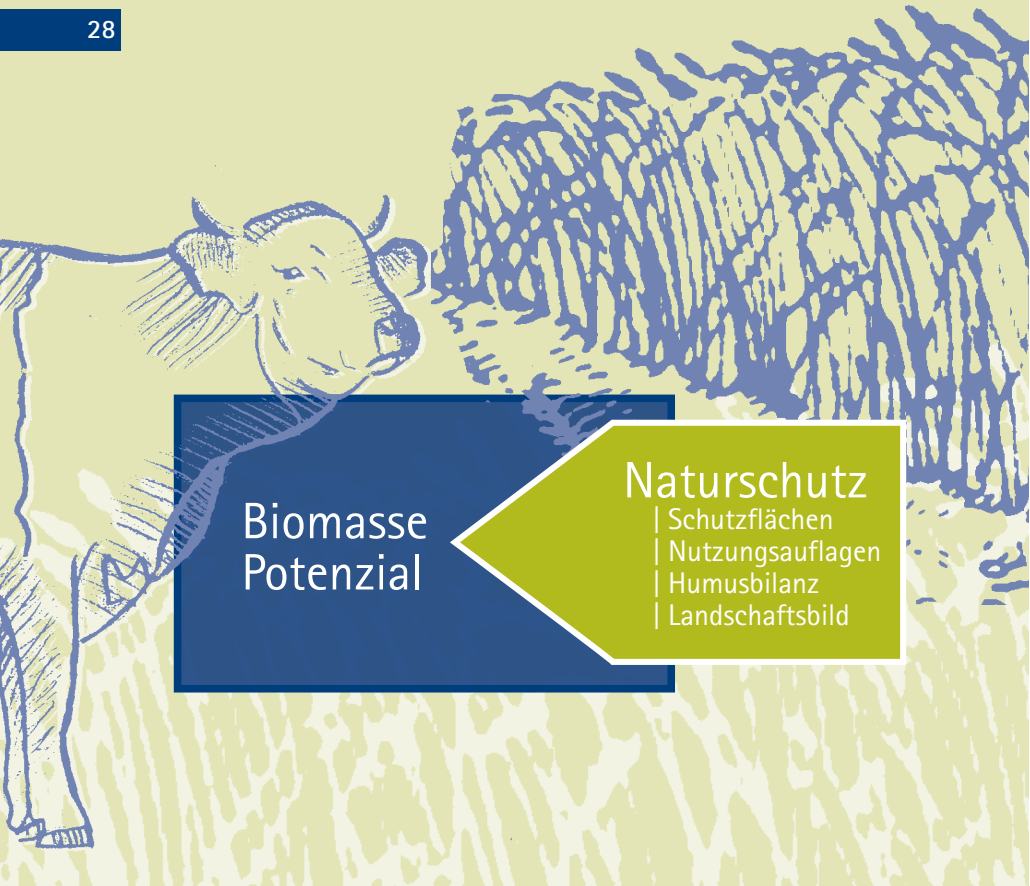 28
Biomasse
Potenzial
Naturschutz
| Schutzflächen
| Nutzungsauflagen
| Humusbilanz
| Landschaftsbild